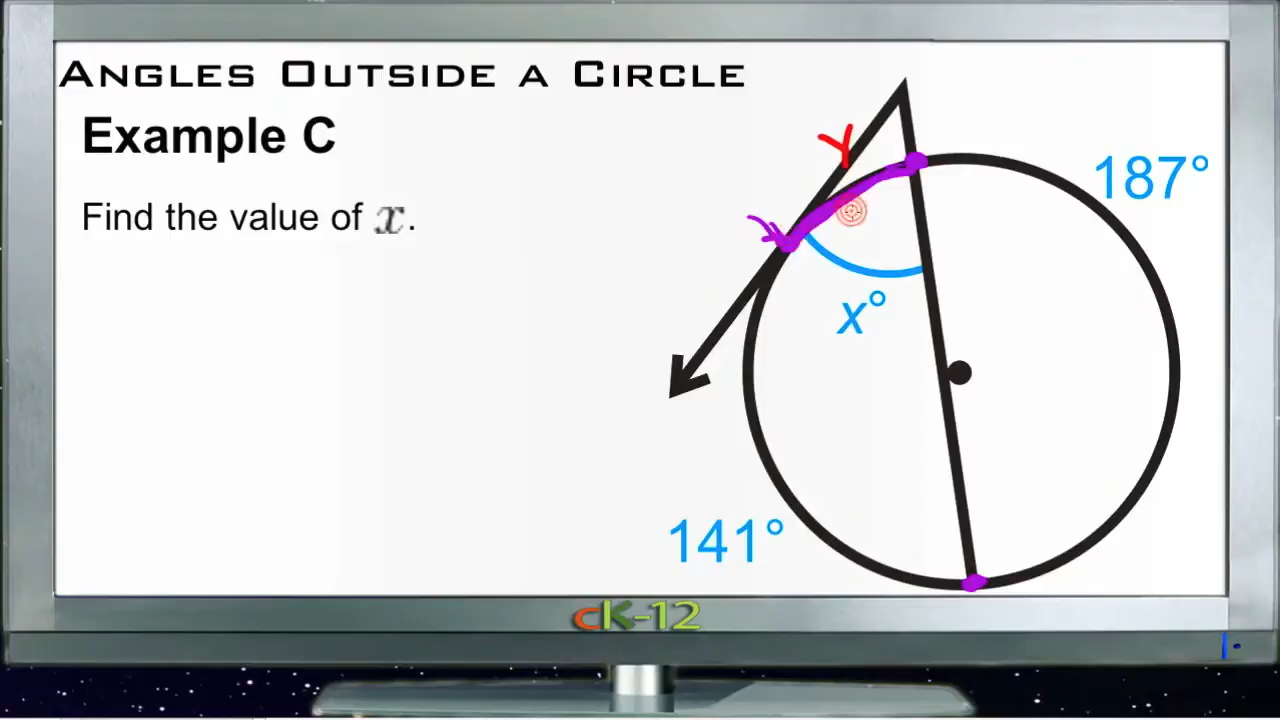 ANGLES OUTSIDE A CIRCLE
Example C
Find the value of x.
Y
187°
x°
141°
cK-12